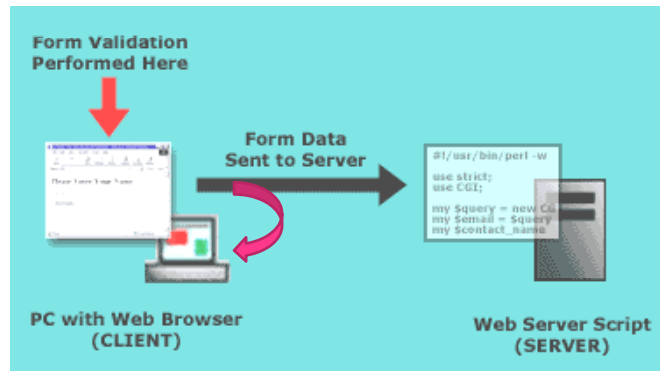 Form Validation
Performed Here
Form Data
Sent to Server
#!/usr/bin/perl -w
use strict;
use CGI;
my $query = new CG
my $email = $query
my $contact_name
PC with Web Browser
(CLIENT)
Web Server Script
(SERVER)